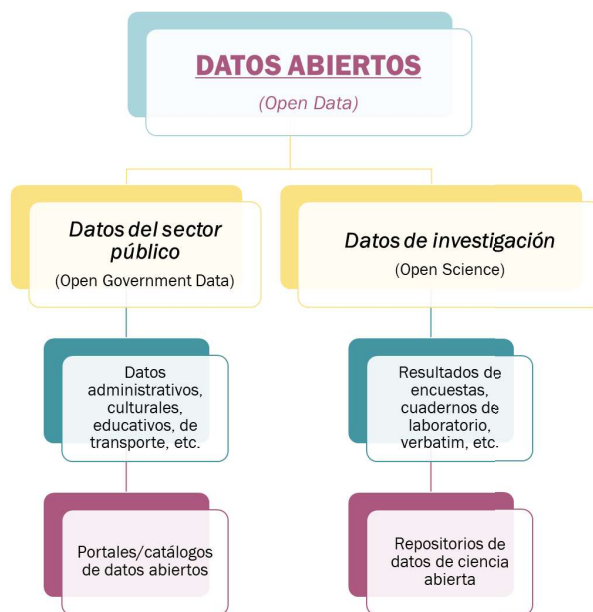 DATOS ABIERTOS
(Open Data)
Datos del sector
público
(Open Government Data)
Datos de investigación
(Open Science)
Datos
administrativos,
culturales,
educativos, de
transporte, etc.
Resultados de
encuestas,
cuadernos de
laboratorio,
verbatim, etc.
Portales/catálogos
de datos abiertos
Repositorios de
datos de ciencia
abierta